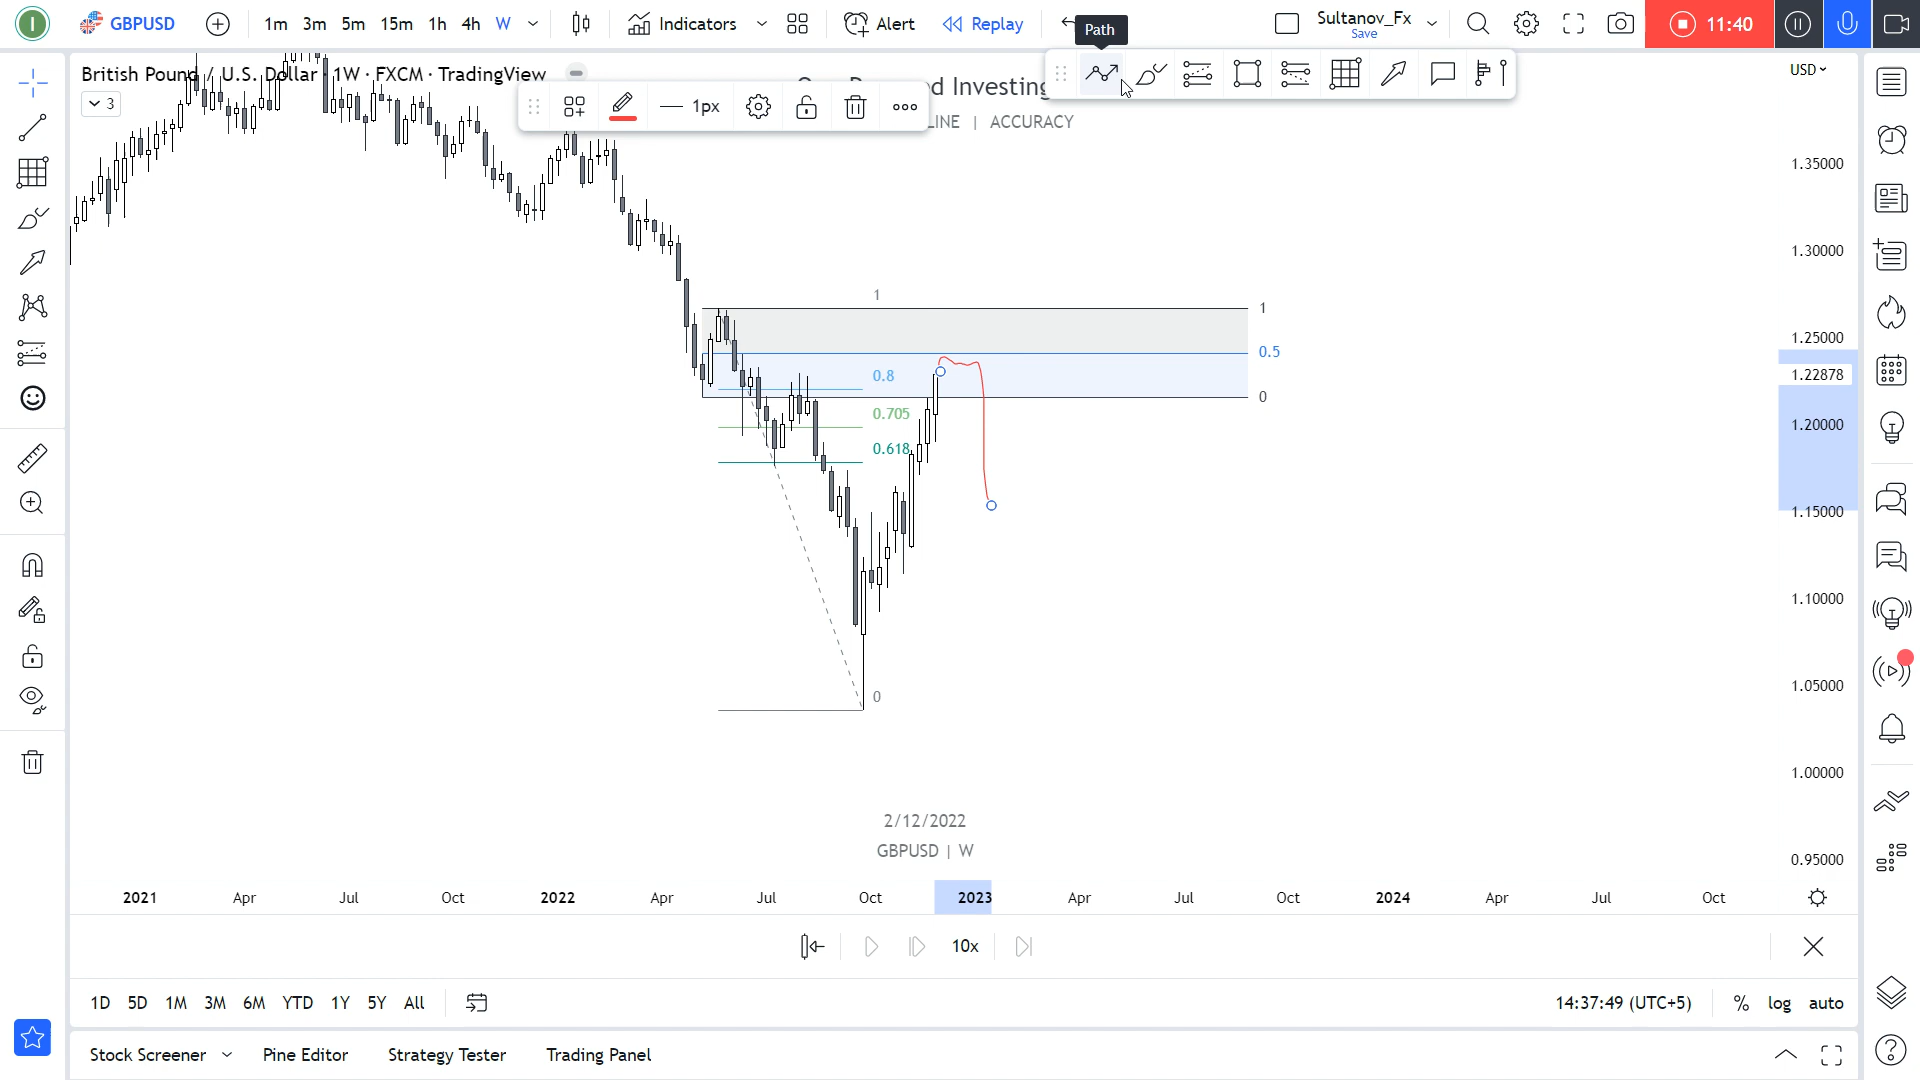 I
GBPUSD
1m 3m 5m 15m 1h 4h W
Indicators
Alert
Replay
Path
Sultanov_Fx
Save
11:40
British Pound / U.S. Dollar · 1W · FXCM · TradingView
3
1px
d Investing
LINE | ACCURACY
USD
1.35000
1.30000
1.25000
1.22878
1.20000
1.15000
1.10000
1.05000
1.00000
0.95000
1
1
0.5
0.8
0
0.705
0.618
0
2/12/2022
GBPUSD | W
2021 Apr Jul Oct 2022 Apr Jul Oct 2023 Apr Jul Oct 2024 Apr Jul Oct
10x
1D 5D 1M 3M 6M YTD 1Y 5Y All
14:37:49 (UTC+5) % log auto
Stock Screener Pine Editor Strategy Tester Trading Panel